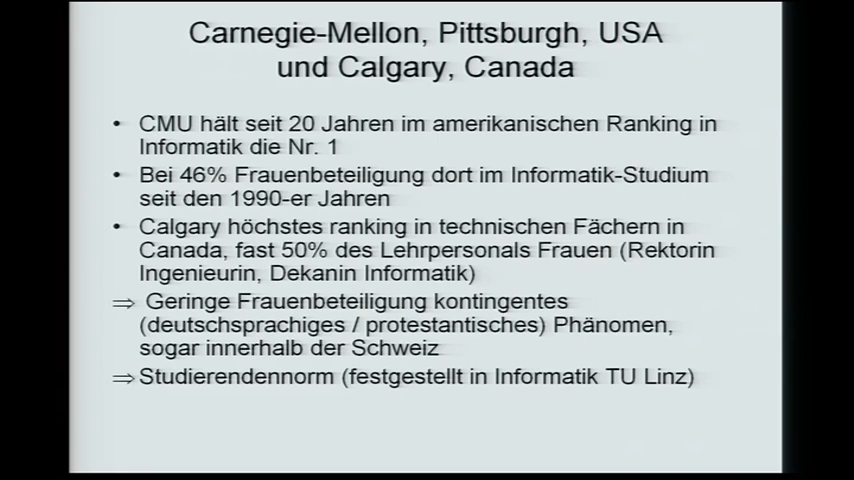 Carnegie-Mellon, Pittsburgh, USA
und Calgary, Canada
• CMU hält seit 20 Jahren im amerikanischen Ranking in
Informatik die Nr. 1
• Bei 46% Frauenbeteiligung dort im Informatik-Studium
seit den 1990-er Jahren
• Calgary höchstes ranking in technischen Fächern in
Canada, fast 50% des Lehrpersonals Frauen (Rektorin
Ingenieurin, Dekanin Informatik)
⇒ Geringe Frauenbeteiligung kontingentes
(deutschsprachiges / protestantisches) Phänomen,
sogar innerhalb der Schweiz
⇒ Studierendennorm (festgestellt in Informatik TU Linz)